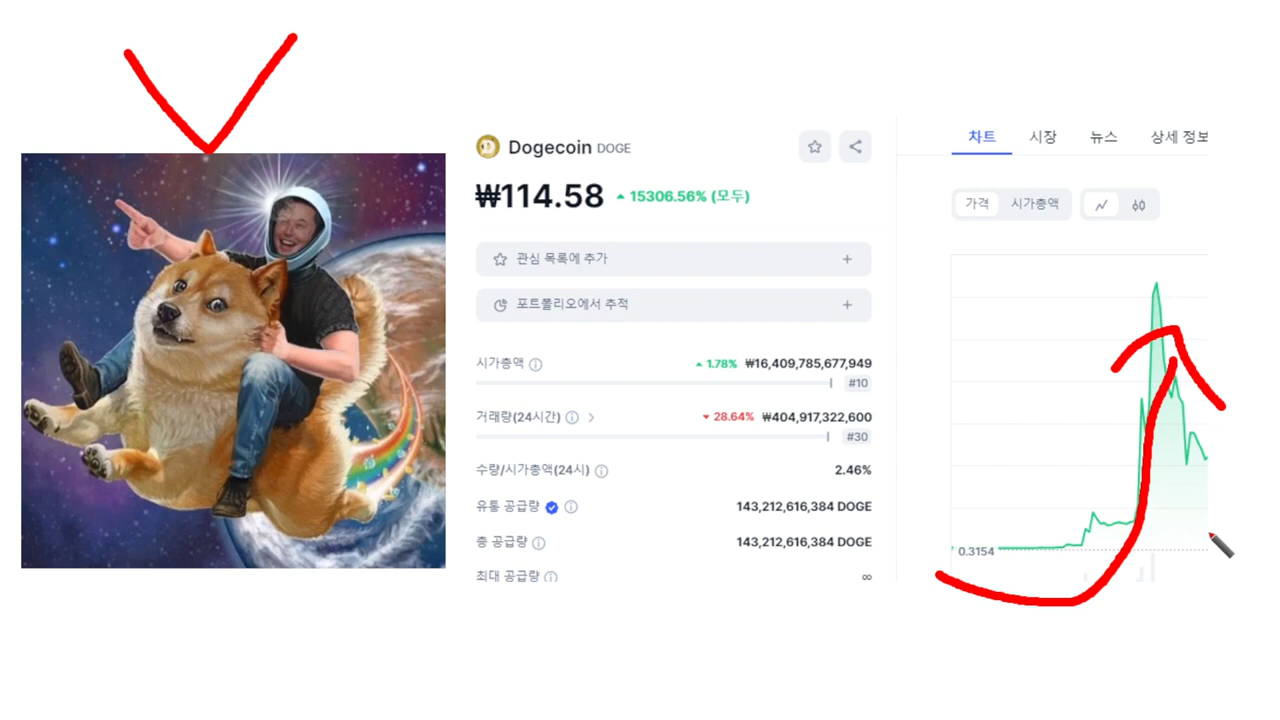 Dogecoin DOGE
₩114.58 15306.56% (모두)
관심 목록에 추가 +
포트폴리오에서 추적 +
시가총액 1.78% ₩16,409,785,677,949
#10
거래량(24시간) 28.64% ₩404,917,322,600
#30
수량/시가총액(24시) 2.46%
유통 공급량 143,212,616,384 DOGE
총 공급량 143,212,616,384 DOGE
최대 공급량 ∞
차트 시장 뉴스 상세 정보
가격 시가총액
0.3154